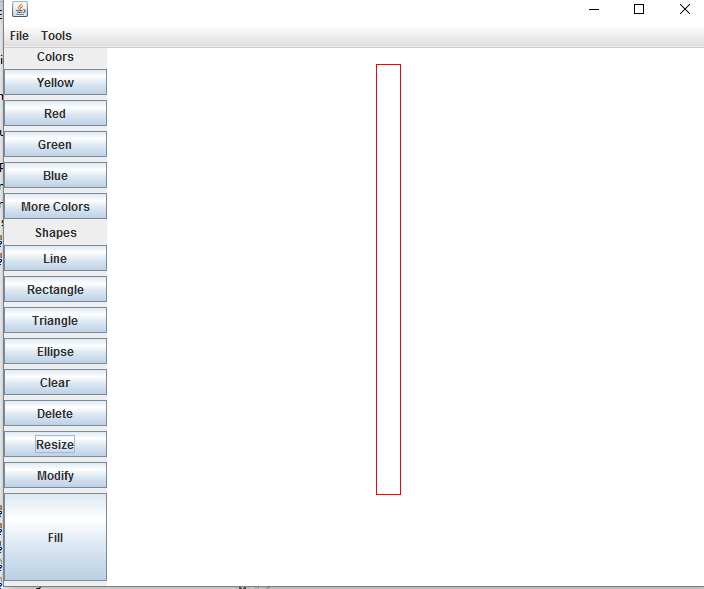 File Tools
Colors
Yellow
Red
Green
Blue
More Colors
Shapes
Line
Rectangle
Triangle
Ellipse
Clear
Delete
Resize
Modify
Fill